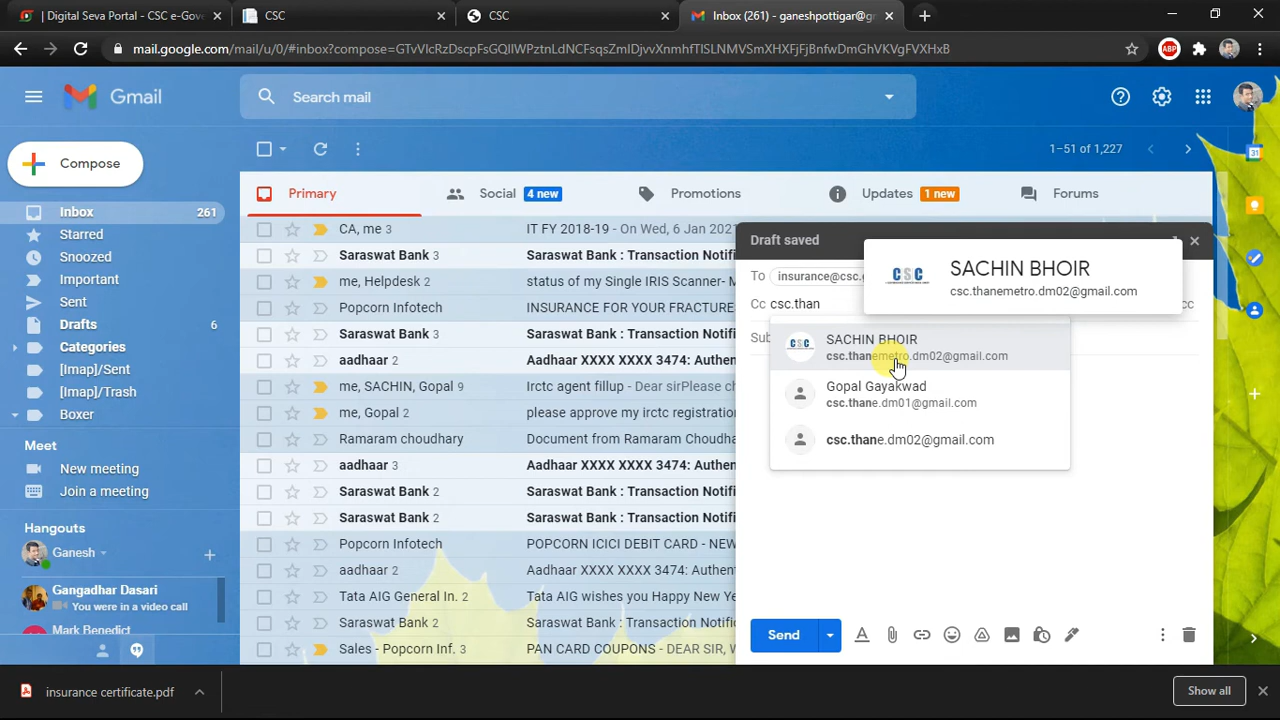 | Digital Seva Portal - CSC e-Gove
CSC
CSC
Inbox (261) - ganeshpottigar@gm
mail.google.com/mail/u/0/#inbox?compose=
ABP
Gmail
Search mail
Compose
1–51 of 1,227
Inbox 261
Starred
Snoozed
Important
Sent
Drafts 6
Categories
[Imap]/Sent
[Imap]/Trash
Boxer
Meet
New meeting
Join a meeting
Hangouts
Ganesh
Gangadhar Dasari
You were in a video call
Mark Benedict
Primary
Social 4 new
Promotions
Updates 1 new
Forums
CA, me 3 IT FY 2018-19 - On Wed, 6 Jan 2021
Saraswat Bank 3 Saraswat Bank : Transaction Notifi
me, Helpdesk 2 status of my Single IRIS Scanner- M
Popcorn Infotech INSURANCE FOR YOUR FRACTURE
Saraswat Bank 3 Saraswat Bank : Transaction Notifi
aadhaar 2 Aadhaar XXXX XXXX 3474: Authen
me, SACHIN, Gopal 9 Irctc agent fillup - Dear sirPlease ch
me, Gopal 2 please approve my irctc registration
Ramaram Choudhary Document from Ramaram Choudha
aadhaar 3 Aadhaar XXXX XXXX 3474: Authent
Saraswat Bank 2 Saraswat Bank : Transaction Notifi
Saraswat Bank 2 Saraswat Bank : Transaction Notifi
Popcorn Infotech POPCORN ICICI DEBIT CARD - NEW
aadhaar 2 Aadhaar XXXX XXXX 3474: Authen
Tata AIG General In. 2 Tata AIG wishes you Happy New Ye
Saraswat Bank 2 Saraswat Bank : Transaction Notifi
Sales - Popcorn Inf. 3 PAN CARD COUPONS - DEAR SIR, W
Draft saved
To insurance@csc.g
Cc csc.than
cc
Sub
CSC
SACHIN BHOIR
csc.thanemetro.dm02@gmail.com
CSC
SACHIN BHOIR
csc.thanemetro.dm02@gmail.com
Gopal Gayakwad
csc.thane.dm01@gmail.com
csc.thane.dm02@gmail.com
Send
insurance certificate.pdf
Show all